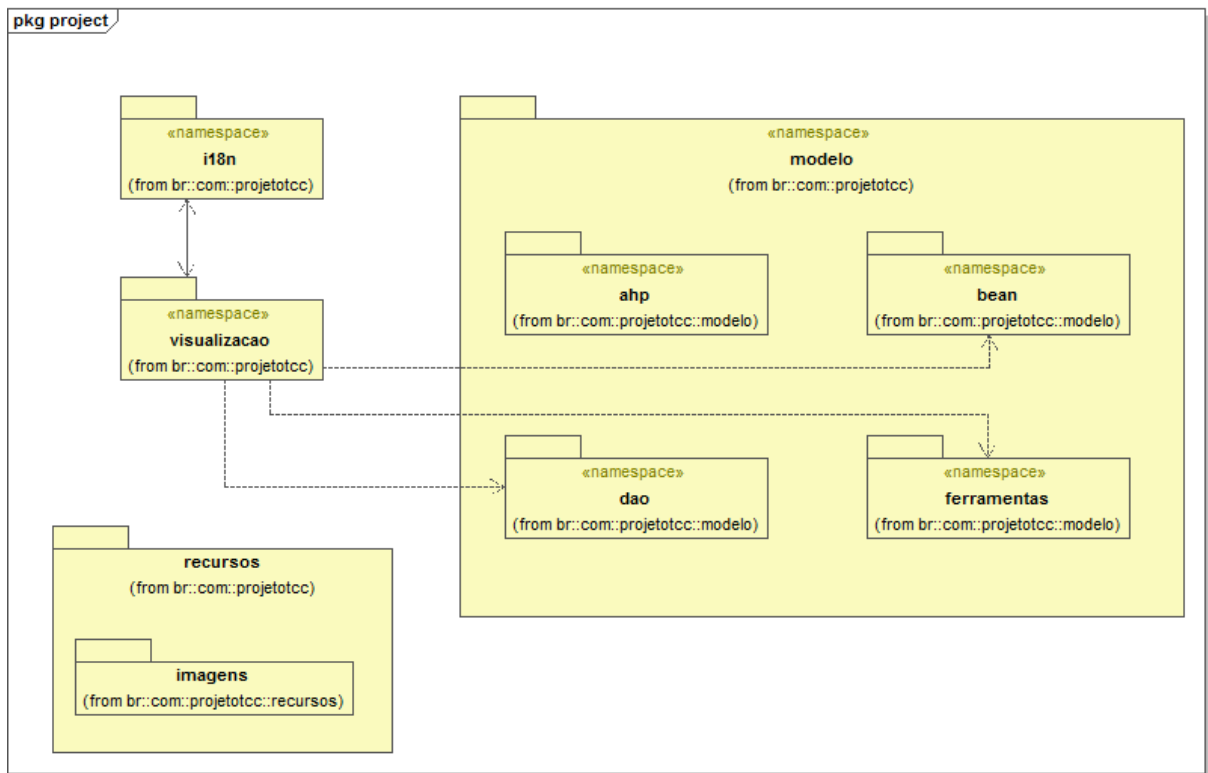 pkg project
«namespace»
i18n
(from br::com::projetotcc)
«namespace»
visualizacao
(from br::com::projetotcc)
«namespace»
modelo
(from br::com::projetotcc)
«namespace»
ahp
(from br::com::projetotcc::modelo)
«namespace»
bean
(from br::com::projetotcc::modelo)
«namespace»
dao
(from br::com::projetotcc::modelo)
«namespace»
ferramentas
(from br::com::projetotcc::modelo)
recursos
(from br::com::projetotcc)
imagens
(from br::com::projetotcc::recursos)